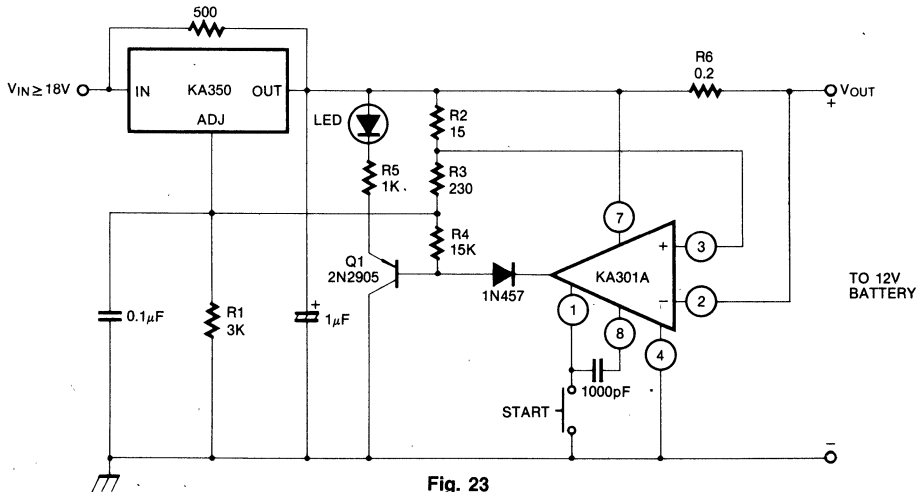 500
V_IN ≥ 18V
IN
KA350
OUT
ADJ
R6
0.2
V_OUT
+
LED
R2
15
R5
1K
R3
230
7
R4
15K
+
3
KA301A
−
2
Q1
2N2905
1N457
1
8
4
TO 12V
BATTERY
0.1µF
R1
3K
+
1µF
1000pF
START
−
Fig. 23